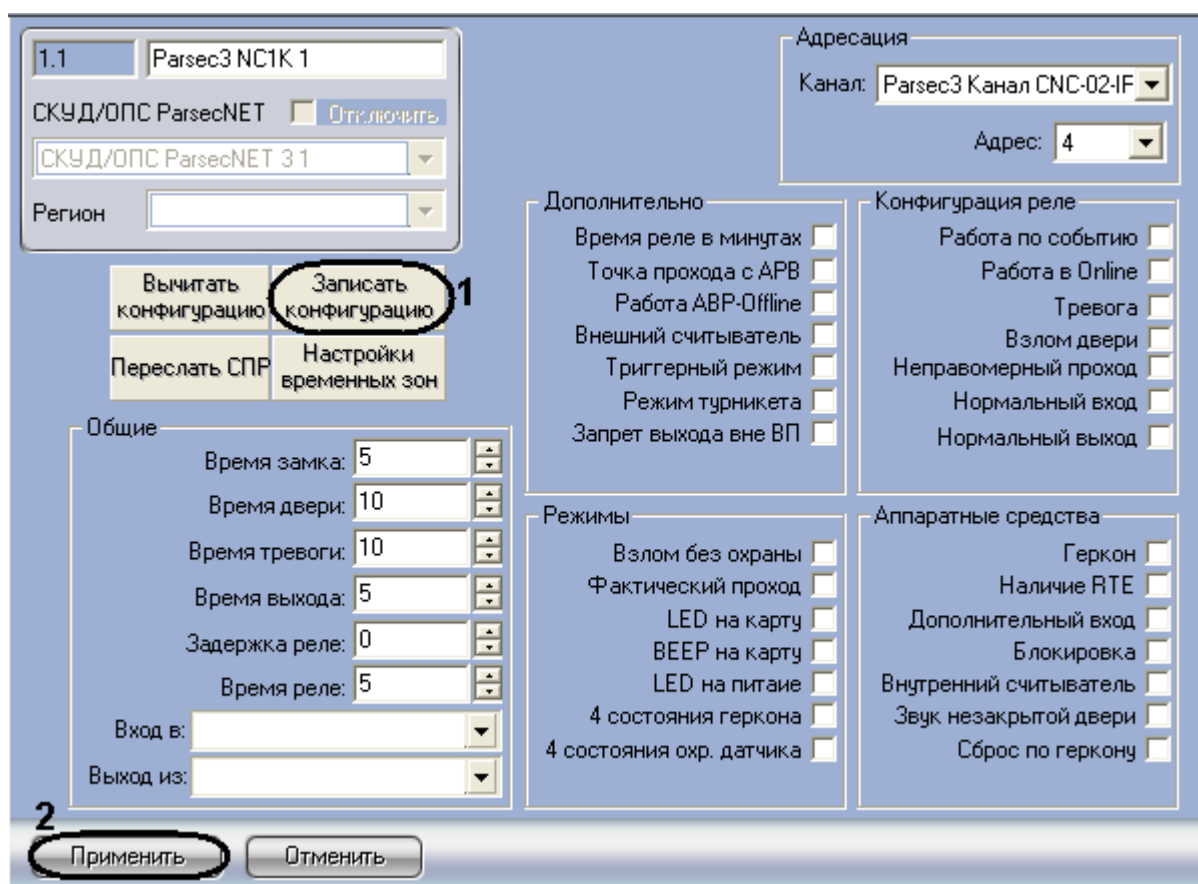 1.1 Parsec3 NC1K 1
СКУД/ОПС ParsecNET Отключить
СКУД/ОПС ParsecNET 3 1
Регион
Вычитать конфигурацию
Записать конфигурацию
1
Переслать СПР
Настройки временных зон
Адресация
Канал: Parsec3 Канал CNC-02-IF
Адрес: 4
Общие
Время замка: 5
Время двери: 10
Время тревоги: 10
Время выхода: 5
Задержка реле: 0
Время реле: 5
Вход в:
Выход из:
Дополнительно
Время реле в минутах
Точка прохода с АРВ
Работа АВР-Offline
Внешний считыватель
Триггерный режим
Режим турникета
Запрет выхода вне ВП
Конфигурация реле
Работа по событию
Работа в Online
Тревога
Взлом двери
Неправомерный проход
Нормальный вход
Нормальный выход
Режимы
Взлом без охраны
Фактический проход
LED на карту
BEEP на карту
LED на питаие
4 состояния геркона
4 состояния охр. датчика
Аппаратные средства
Геркон
Наличие RTE
Дополнительный вход
Блокировка
Внутренний считыватель
Звук незакрытой двери
Сброс по геркону
2
Применить
Отменить